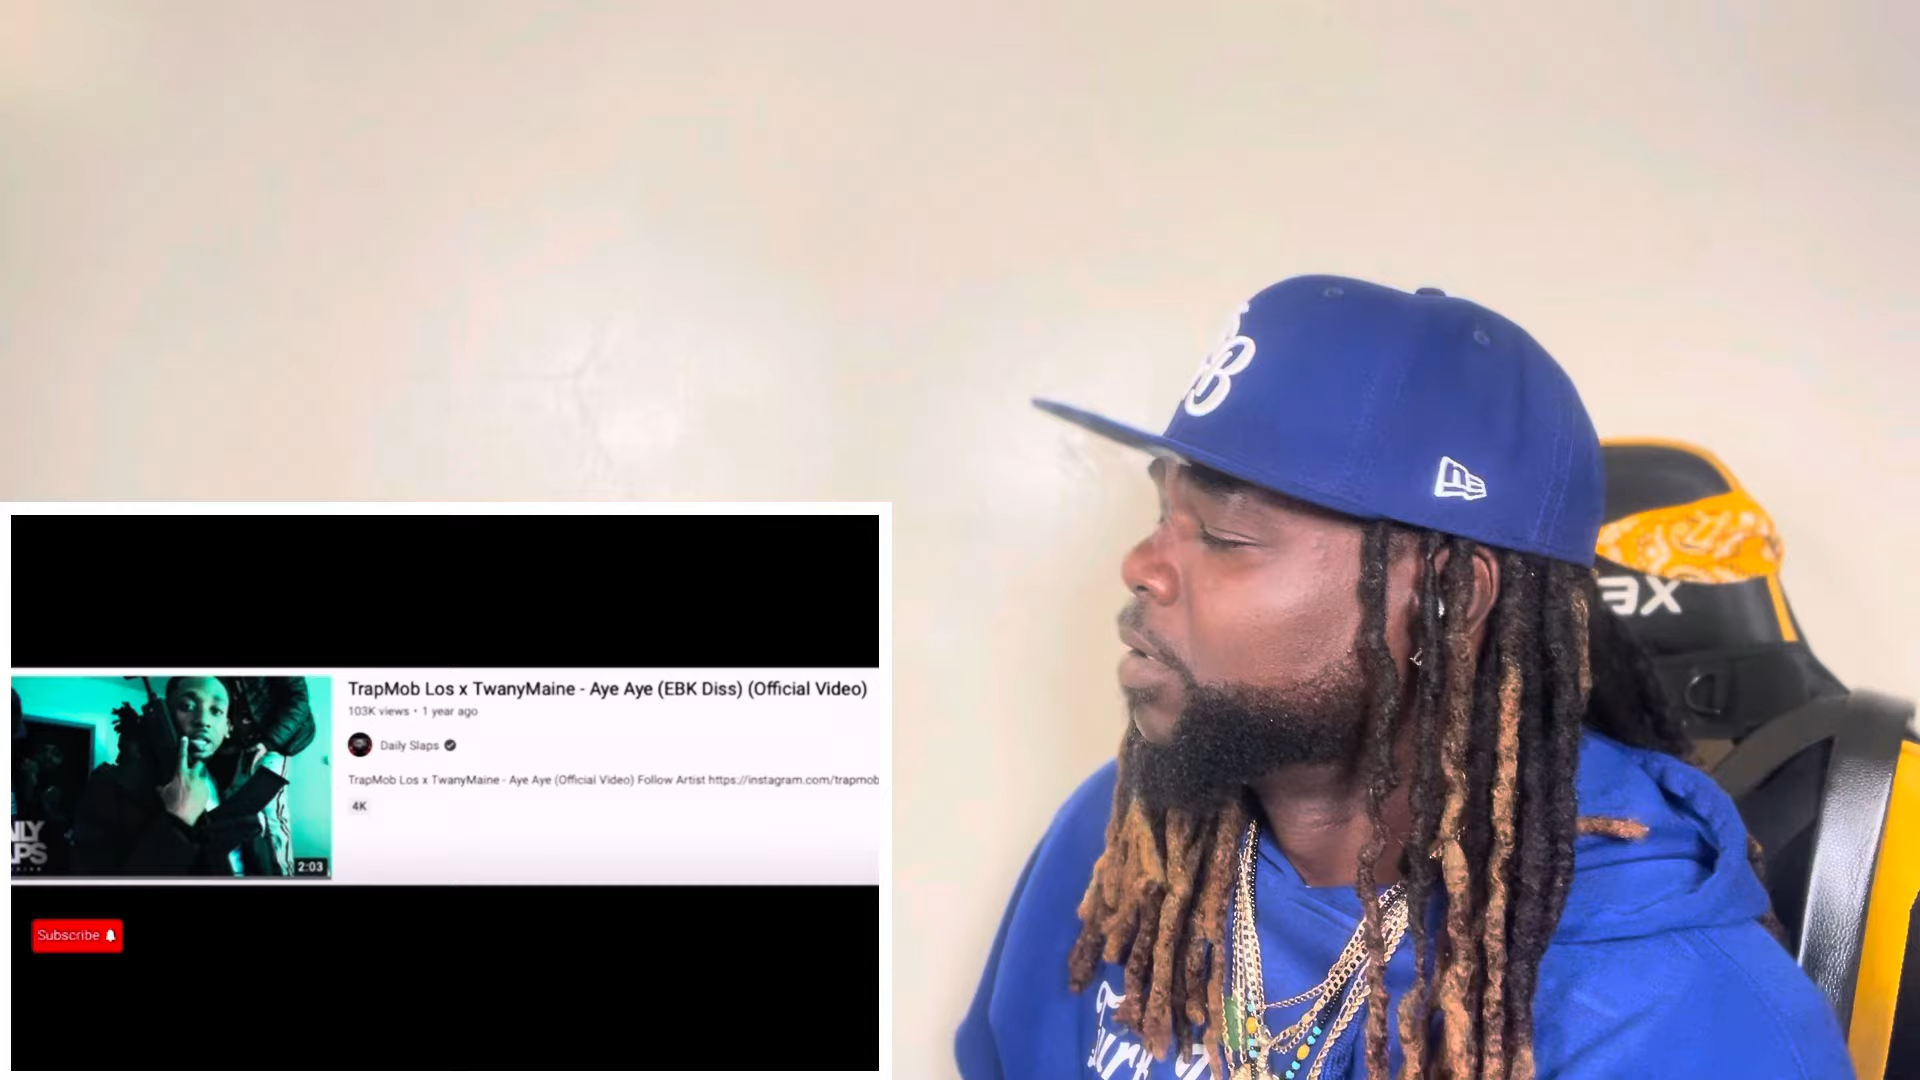 TrapMob Los x TwanyMaine - Aye Aye (EBK Diss) (Official Video)
103K views • 1 year ago
Daily Slaps
TrapMob Los x TwanyMaine - Aye Aye (Official Video) Follow Artist https://instagram.com/trapmob
4K
2:03
Subscribe